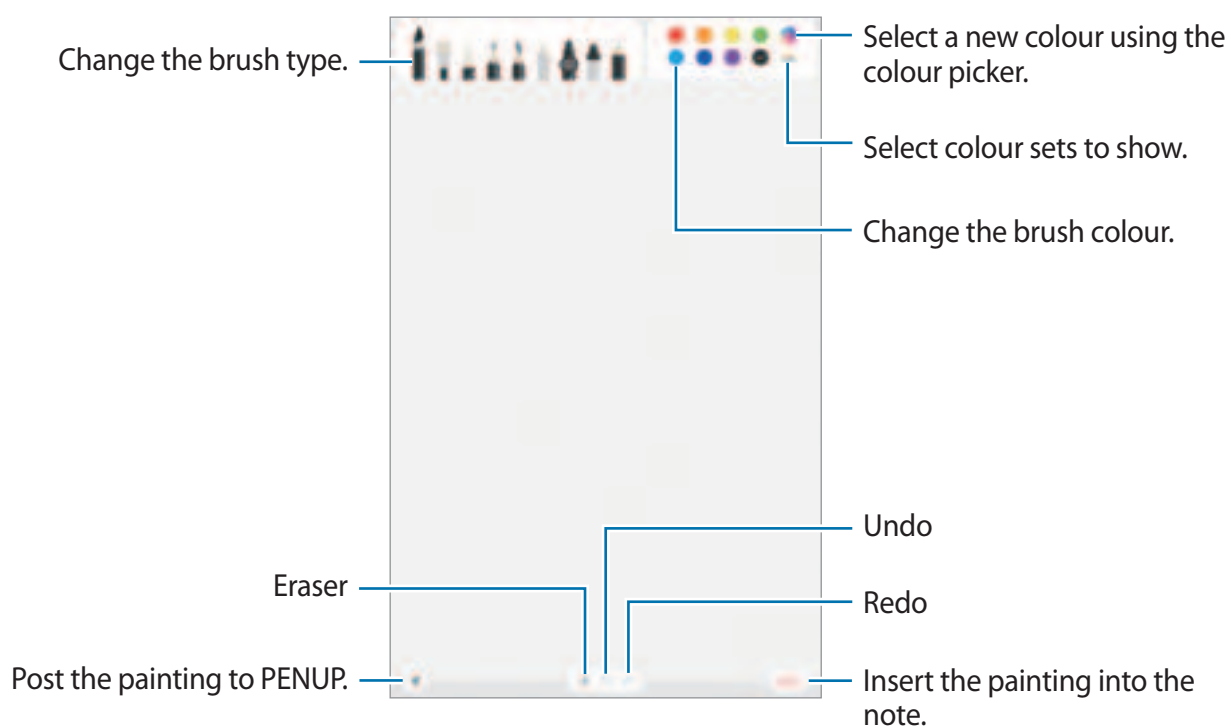 Change the brush type.
Select a new colour using the
colour picker.
Select colour sets to show.
Change the brush colour.
Undo
Eraser
Redo
Post the painting to PENUP.
Insert the painting into the
note.